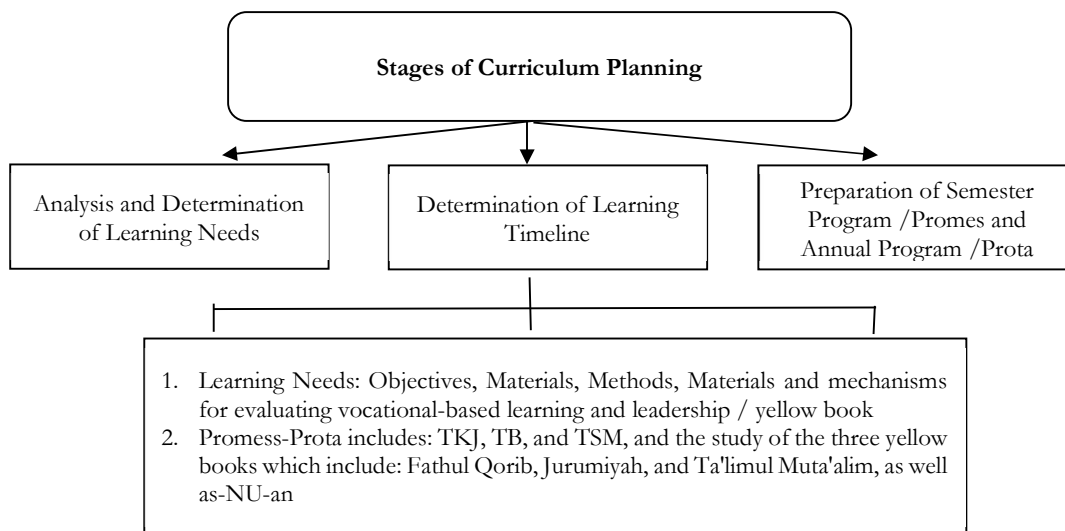 Stages of Curriculum Planning
Analysis and Determination
of Learning Needs
Determination of Learning
Timeline
Preparation of Semester
Program /Promes and
Annual Program /Prota
1. Learning Needs: Objectives, Materials, Methods, Materials and mechanisms
for evaluating vocational-based learning and leadership / yellow book
2. Promess-Prota includes: TKJ, TB, and TSM, and the study of the three yellow
books which include: Fathul Qorib, Jurumiyah, and Ta'limul Muta'alim, as well
as-NU-an